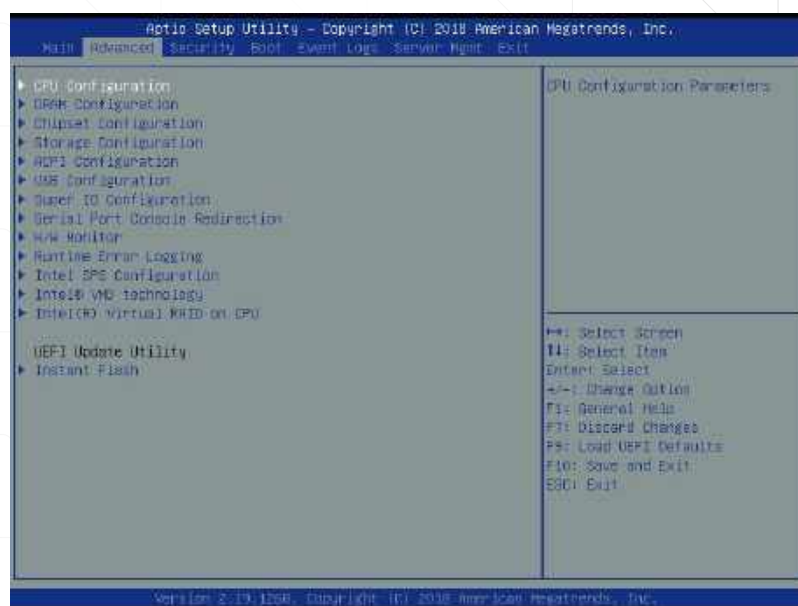 Aptio Setup Utility - Copyright (C) 2018 American Megatrends, Inc.
Main Advanced Security Boot Event Logs Server Mgmt Exit
CPU Configuration
DRAM Configuration
Chipset Configuration
Storage Configuration
ACPI Configuration
USB Configuration
Super IO Configuration
Serial Port Console Redirection
H/W Monitor
Runtime Error Logging
Intel SPS Configuration
Intel® VMD technology
Intel(R) Virtual RAID on CPU
UEFI Update Utility
Instant Flash
CPU Configuration Parameters
↔: Select Screen
↑↓: Select Item
Enter: Select
+/-: Change Option
F1: General Help
F7: Discard Changes
F9: Load UEFI Defaults
F10: Save and Exit
ESC: Exit
Version 2.19.1268. Copyright (C) 2018 American Megatrends, Inc.